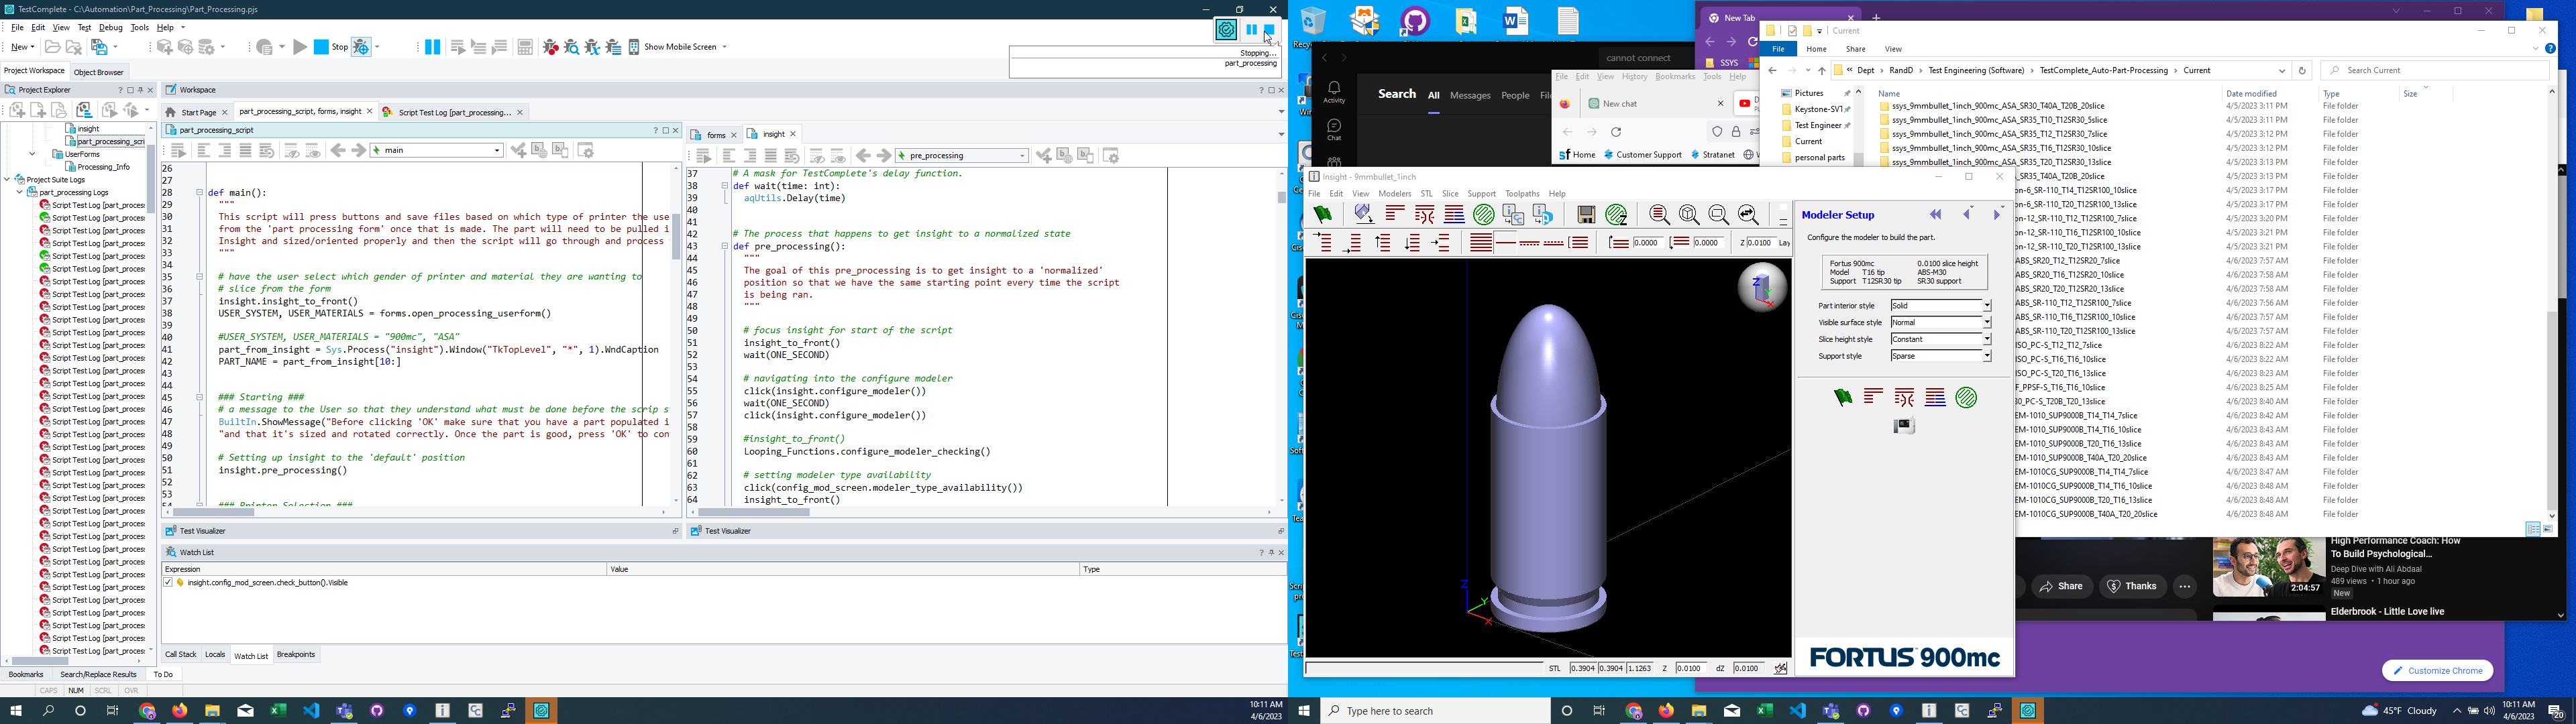 TestComplete - C:\Automation\Part_Processing\Part_Processing.pjs
File Edit View Test Debug Tools Help
New Stop Show Mobile Screen
Stopping...
part_processing
Project Workspace Object Browser
Project Explorer
insight
part_processing_scri
UserForms
Processing_Info
Project Suite Logs
part_processing Logs
Script Test Log [part_process
Workspace
Start Page part_processing_script, forms, insight Script Test Log [part_processing...
part_processing_script
main
26
27
28 def main():
29 """
30 This script will press buttons and save files based on which type of printer the use
31 from the 'part processing form' once that is made. The part will need to be pulled i
32 Insight and sized/oriented properly and then the script will go through and process
33 """
34
35 # have the user select which gender of printer and material they are wanting to
36 # slice from the form
37 insight.insight_to_front()
38 USER_SYSTEM, USER_MATERIALS = forms.open_processing_userform()
39
40 #USER_SYSTEM, USER_MATERIALS = "900mc", "ASA"
41 part_from_insight = Sys.Process("insight").Window("TkTopLevel", "*", 1).WndCaption
42 PART_NAME = part_from_insight[10:]
43
44
45 ### Starting ###
46 # a message to the User so that they understand what must be done before the scrip s
47 BuiltIn.ShowMessage("Before clicking 'OK' make sure that you have a part populated i
48 "and that it's sized and rotated correctly. Once the part is good, press 'OK' to con
49
50 # Setting up insight to the 'default' position
51 insight.pre_processing()
52
53
### Printer Selection ###
forms insight
pre_processing
37 # A mask for TestComplete's delay function.
38 def wait(time: int):
39 aqUtils.Delay(time)
40
41
42 # The process that happens to get insight to a normalized state
43 def pre_processing():
44 """
45 The goal of this pre_processing is to get insight to a 'normalized'
46 position so that we have the same starting point every time the script
47 is being ran.
48 """
49
50 # focus insight for start of the script
51 insight_to_front()
52 wait(ONE_SECOND)
53
54 # navigating into the configure modeler
55 click(insight.configure_modeler())
56 wait(ONE_SECOND)
57 click(insight.configure_modeler())
58
59 #insight_to_front()
60 Looping_Functions.configure_modeler_checking()
61
62 # setting modeler type availability
63 click(config_mod_screen.modeler_type_availability())
64 insight_to_front()
Test Visualizer
Test Visualizer
Watch List
Expression Value Type
insight.config_mod_screen.check_button().Visible
Call Stack Locals Watch List Breakpoints
Bookmarks Search/Replace Results To Do
CAPS NUM SCRL OVR
10:11 AM
4/6/2023
New Tab
cannot connect
Search All Messages People
Activity
Chat
File Edit View History Bookmarks Tools Help
New chat
Home Customer Support Stratanet
SSYS
Current
File Home Share View
Dept RandD Test Engineering (Software) TestComplete_Auto-Part-Processing Current
Search Current
Pictures
Keystone-SV1
Test Engineer
Current
personal parts
Name Date modified Type Size
ssys_9mmbullet_1inch_900mc_ASA_SR30_T40A_T20B_20slice 4/5/2023 3:11 PM File folder
ssys_9mmbullet_1inch_900mc_ASA_SR35_T10_T12SR30_5slice 4/5/2023 3:11 PM File folder
ssys_9mmbullet_1inch_900mc_ASA_SR35_T12_T12SR30_7slice 4/5/2023 3:12 PM File folder
ssys_9mmbullet_1inch_900mc_ASA_SR35_T16_T12SR30_10slice 4/5/2023 3:12 PM File folder
ssys_9mmbullet_1inch_900mc_ASA_SR35_T20_T12SR30_13slice 4/5/2023 3:13 PM File folder
SR35_T40A_T20B_20slice 4/5/2023 3:13 PM File folder
on-6_SR-110_T14_T12SR100_10slice 4/5/2023 3:17 PM File folder
on-6_SR-110_T20_T12SR100_13slice 4/5/2023 3:17 PM File folder
on-12_SR-110_T12_T12SR100_7slice 4/5/2023 3:20 PM File folder
on-12_SR-110_T16_T12SR100_10slice 4/5/2023 3:21 PM File folder
on-12_SR-110_T20_T12SR100_13slice 4/5/2023 3:21 PM File folder
ABS_SR20_T12_T12SR30_7slice 4/6/2023 7:57 AM File folder
ABS_SR20_T16_T12SR30_10slice 4/6/2023 7:58 AM File folder
ABS_SR20_T20_T12SR30_13slice 4/6/2023 7:58 AM File folder
ABS_SR-110_T12_T12SR100_7slice 4/6/2023 7:56 AM File folder
ABS_SR-110_T16_T12SR100_10slice 4/6/2023 7:57 AM File folder
ABS_SR-110_T20_T12SR100_13slice 4/6/2023 7:57 AM File folder
ISO_PC-S_T12_T12_7slice 4/6/2023 8:22 AM File folder
ISO_PC-S_T16_T16_10slice 4/6/2023 8:22 AM File folder
ISO_PC-S_T20_T16_13slice 4/6/2023 8:23 AM File folder
F_PPSF-S_T16_T16_10slice 4/6/2023 8:25 AM File folder
30_PC-S_T20B_T20_13slice 4/6/2023 8:40 AM File folder
EM-1010_SUP9000B_T14_T14_7slice 4/6/2023 8:42 AM File folder
EM-1010_SUP9000B_T14_T16_10slice 4/6/2023 8:43 AM File folder
EM-1010_SUP9000B_T20_T16_13slice 4/6/2023 8:43 AM File folder
EM-1010_SUP9000B_T40A_T20_20slice 4/6/2023 8:43 AM File folder
EM-1010CG_SUP9000B_T14_T14_7slice 4/6/2023 8:47 AM File folder
EM-1010CG_SUP9000B_T14_T16_10slice 4/6/2023 8:48 AM File folder
EM-1010CG_SUP9000B_T20_T16_13slice 4/6/2023 8:48 AM File folder
EM-1010CG_SUP9000B_T40A_T20_20slice 4/6/2023 8:48 AM File folder
Insight - 9mmbullet_1inch
File Edit View Modelers STL Slice Support Toolpaths Help
0.0000 0.0000 Z 0.0100 Lay
Modeler Setup
Configure the modeler to build the part.
Fortus 900mc 0.0100 slice height
Model T16 tip ABS-M30
Support T12SR30 tip SR30 support
Part interior style Solid
Visible surface style Normal
Slice height style Constant
Support style Sparse
FORTUS 900mc
STL 0.3904 0.3904 1.1263 Z 0.0100 dZ 0.0100
Z Y X
Share Thanks
High Performance Coach: How
To Build Psychological...
Deep Dive with Ali Abdaal
489 views • 1 hour ago
New
2:04:57
Elderbrook - Little Love live
Customize Chrome
Type here to search
45°F Cloudy
10:11 AM
4/6/2023
20